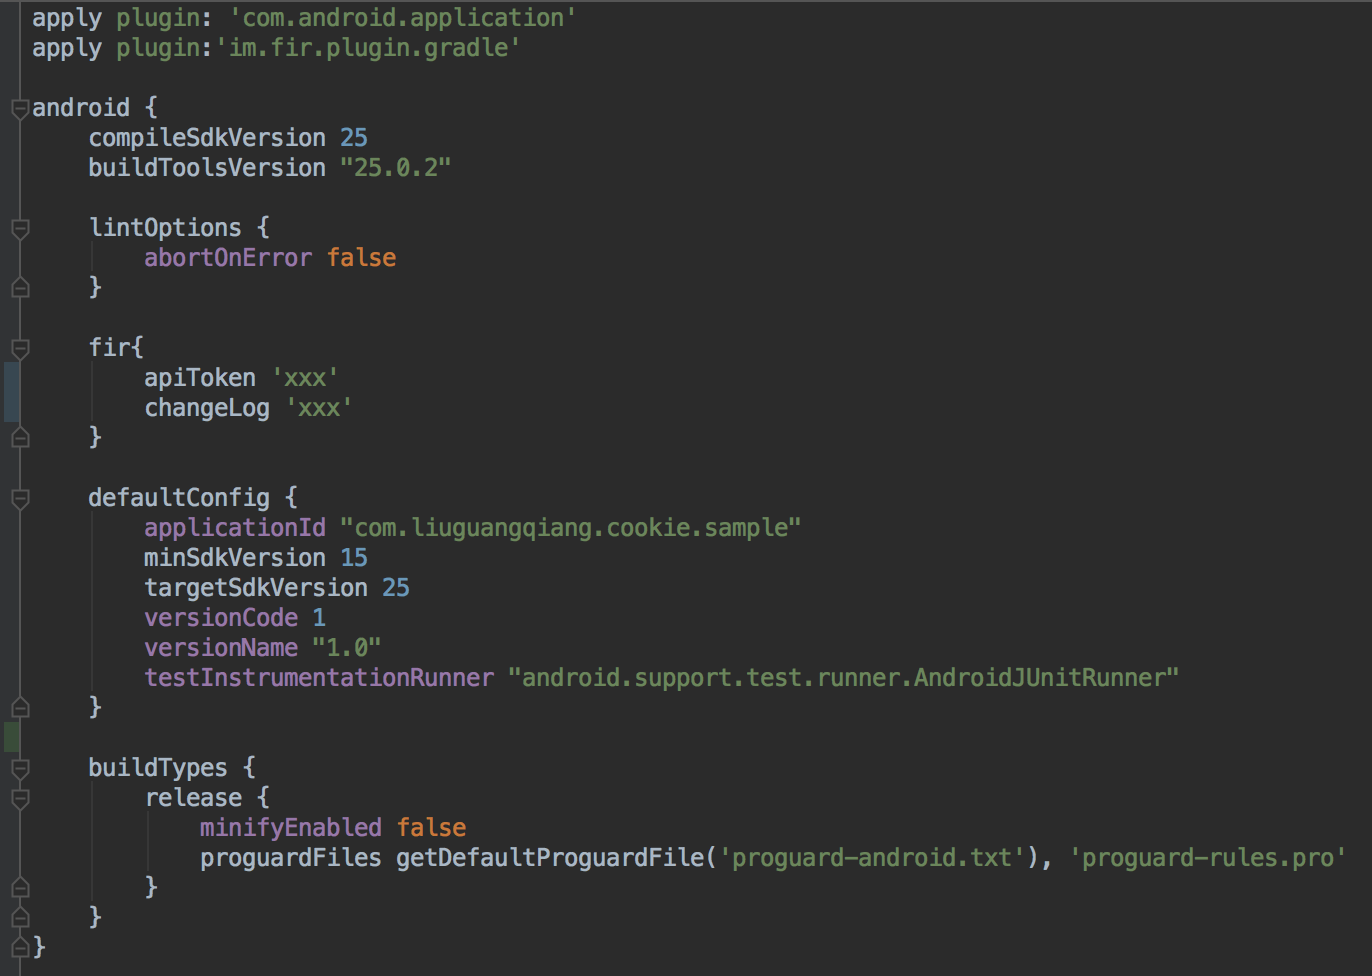 apply plugin: 'com.android.application'
apply plugin:'im.fir.plugin.gradle'
android {
compileSdkVersion 25
buildToolsVersion "25.0.2"
lintOptions {
abortOnError false
}
fir{
apiToken 'xxx'
changeLog 'xxx'
}
defaultConfig {
applicationId "com.liuguangqiang.cookie.sample"
minSdkVersion 15
targetSdkVersion 25
versionCode 1
versionName "1.0"
testInstrumentationRunner "android.support.test.runner.AndroidJUnitRunner"
}
buildTypes {
release {
minifyEnabled false
proguardFiles getDefaultProguardFile('proguard-android.txt'), 'proguard-rules.pro'
}
}
}